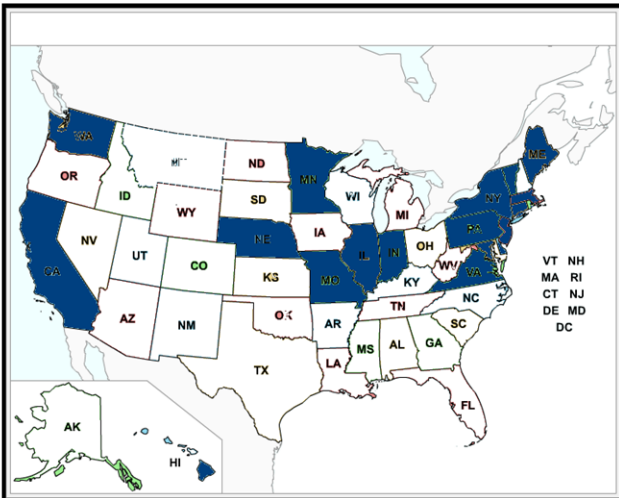 WA
ME
MT
ND
MN
OR
ID
SD
WI
NY
WY
MI
IA
PA
NE
NV
OH
IL
IN
UT
CO
WV
VA
CA
KS
MO
KY
VT NH
MA RI
NC
CT NJ
TN
OK
AZ
NM
AR
SC
DE MD
DC
MS
AL
GA
LA
TX
FL
AK
HI